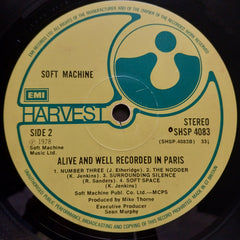 SOFT MACHINE
EMI
HARVEST
SIDE 2
STEREO
SHSP 4083
℗ 1978
Soft Machine
Music Ltd.
(SHSP.4083B) 33⅓
ALIVE AND WELL RECORDED IN PARIS
1. NUMBER THREE (J. Etheridge) 2. THE NODDER
(K. Jenkins) 3. SURROUNDING SILENCE
(R. Sanders) 4. SOFT SPACE
(K. Jenkins)
Soft Machine Publ. Co.—MCPS
Produced by Mike Thorne
Executive Producer
Sean Murphy